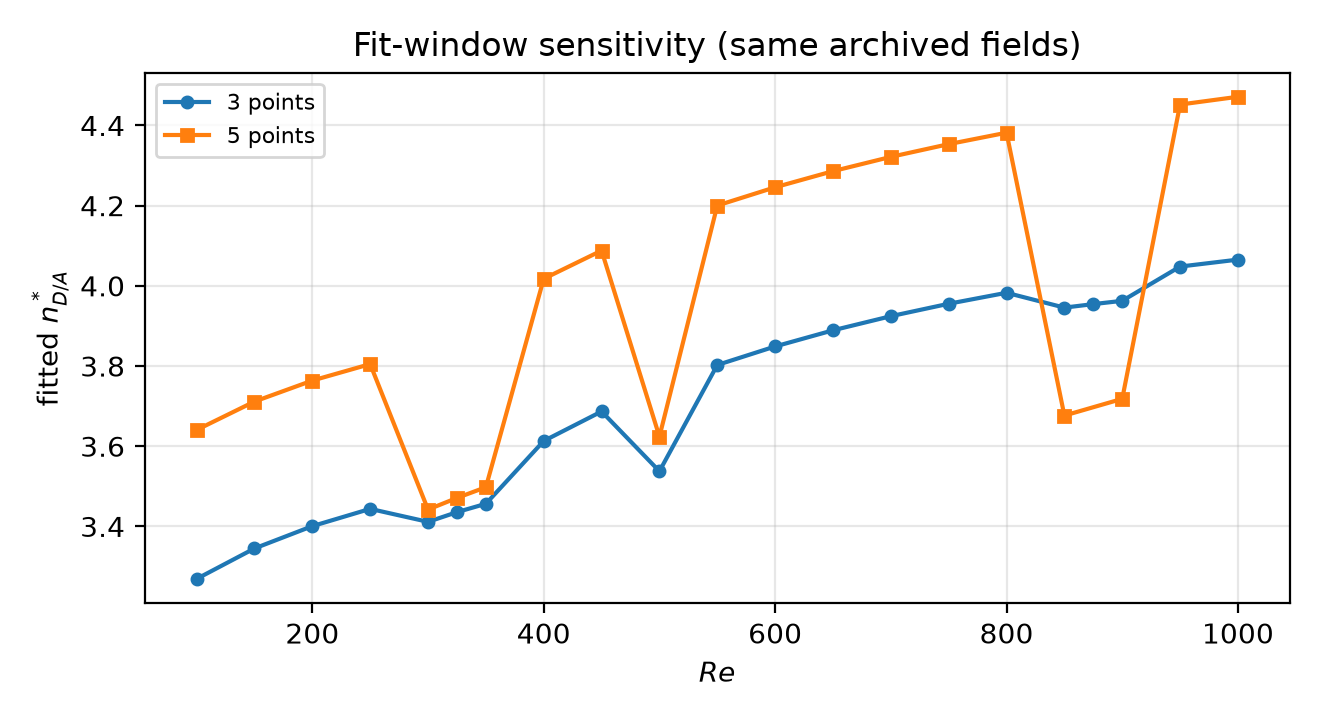 Fit-window sensitivity (same archived fields)
3 points
5 points
fitted n*D/A
4.4
4.2
4.0
3.8
3.6
3.4
200 400 600 800 1000
Re